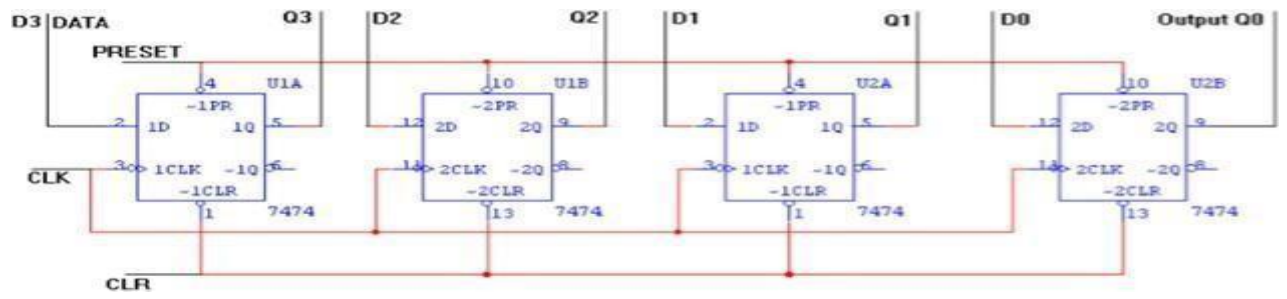 D3 DATA Q3 D2 Q2 D1 Q1 D0 Output Q0
PRESET
4 U1A 10 U1B 4 U2A 10 U2B
~1PR ~2PR ~1PR ~2PR
2 1D 1Q 5 12 2D 2Q 9 2 1D 1Q 5 12 2D 2Q 9
3 1CLK ~1Q 6 11 2CLK ~2Q 8 3 1CLK ~1Q 6 11 2CLK ~2Q 8
CLK
~1CLR ~2CLR ~1CLR ~2CLR
1 7474 13 7474 1 7474 13 7474
CLR